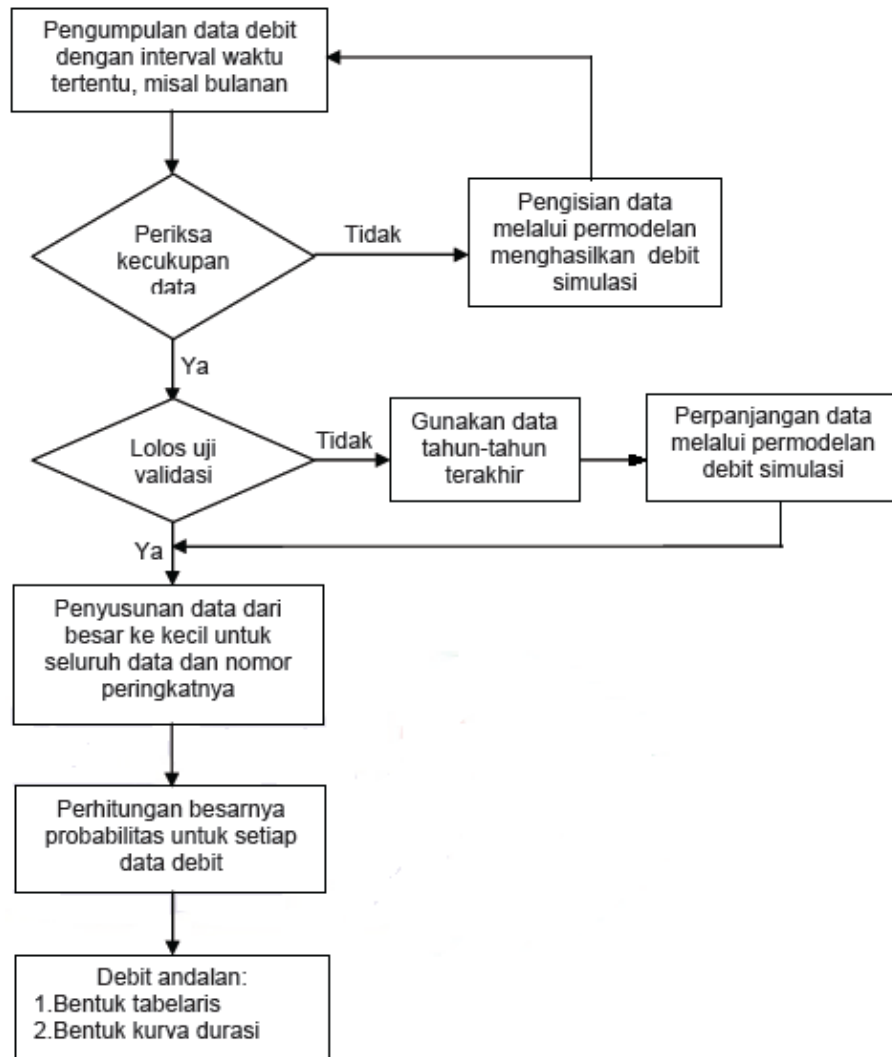 Pengumpulan data debit
dengan interval waktu
tertentu, misal bulanan
Periksa
kecukupan
data
Tidak
Pengisian data
melalui permodelan
menghasilkan debit
simulasi
Ya
Lolos uji
validasi
Tidak
Gunakan data
tahun-tahun
terakhir
Perpanjangan data
melalui permodelan
debit simulasi
Ya
Penyusunan data dari
besar ke kecil untuk
seluruh data dan nomor
peringkatnya
Perhitungan besarnya
probabilitas untuk setiap
data debit
Debit andalan:
1.Bentuk tabelaris
2.Bentuk kurva durasi